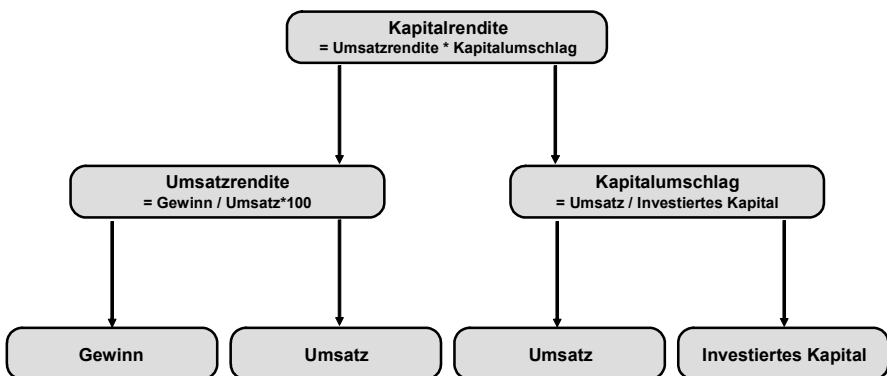 Kapitalrendite
= Umsatzrendite * Kapitalumschlag
Umsatzrendite
= Gewinn / Umsatz*100
Kapitalumschlag
= Umsatz / Investiertes Kapital
Gewinn
Umsatz
Umsatz
Investiertes Kapital